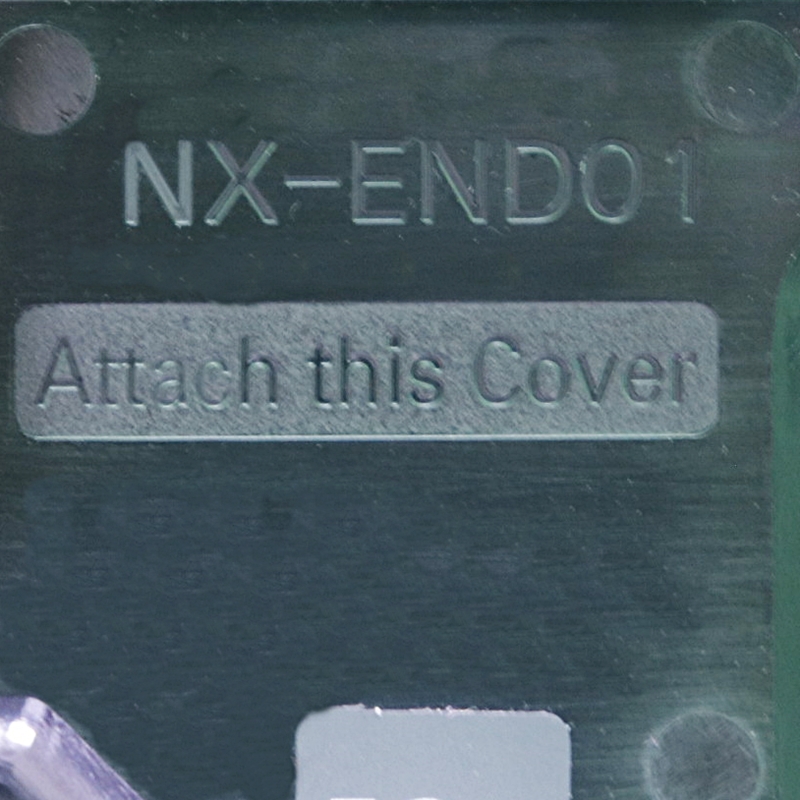 NX-END01
Attach this Cover